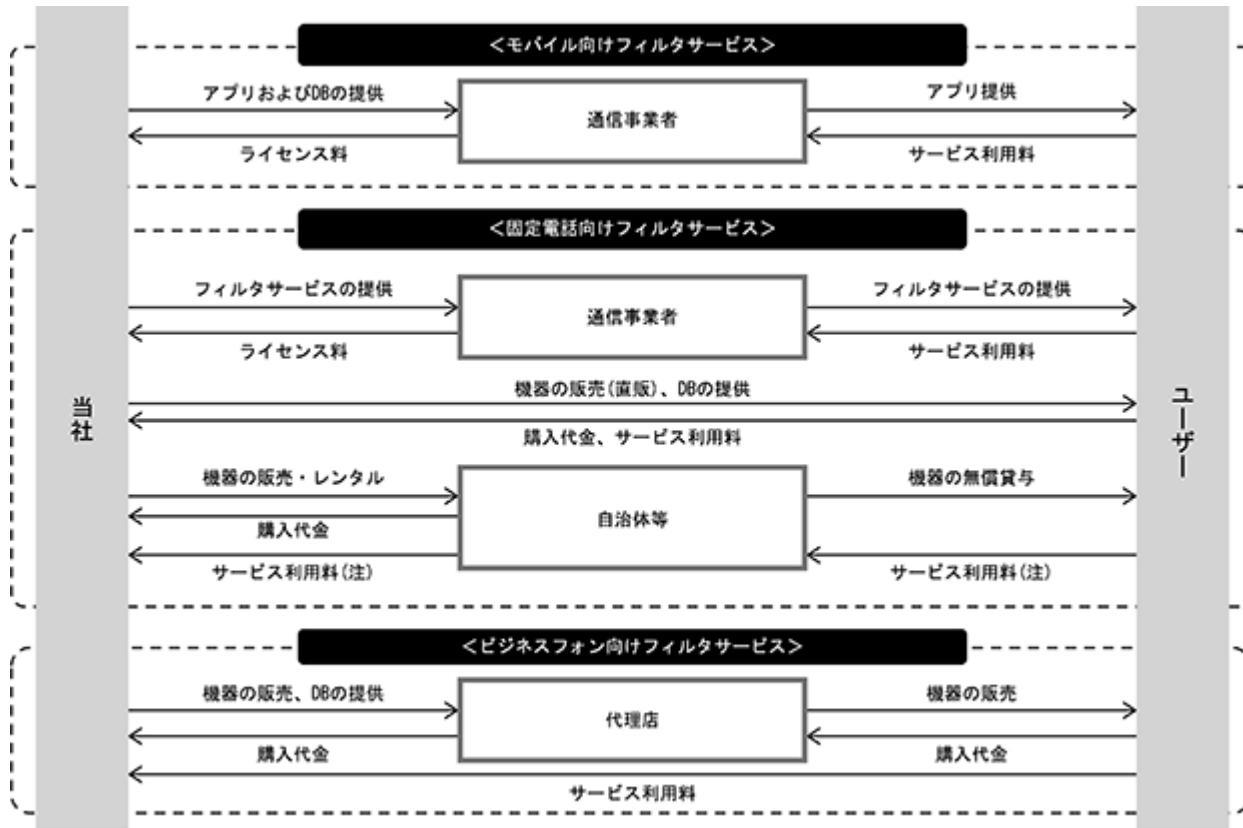 ＜モバイル向けフィルタサービス＞
アプリおよびDBの提供
アプリ提供
通信事業者
ライセンス料
サービス利用料
＜固定電話向けフィルタサービス＞
フィルタサービスの提供
フィルタサービスの提供
通信事業者
ライセンス料
サービス利用料
機器の販売(直販)、DBの提供
当社
ユーザー
購入代金、サービス利用料
機器の販売・レンタル
機器の無償貸与
自治体等
購入代金
サービス利用料(注)
サービス利用料(注)
＜ビジネスフォン向けフィルタサービス＞
機器の販売、DBの提供
機器の販売
代理店
購入代金
購入代金
サービス利用料